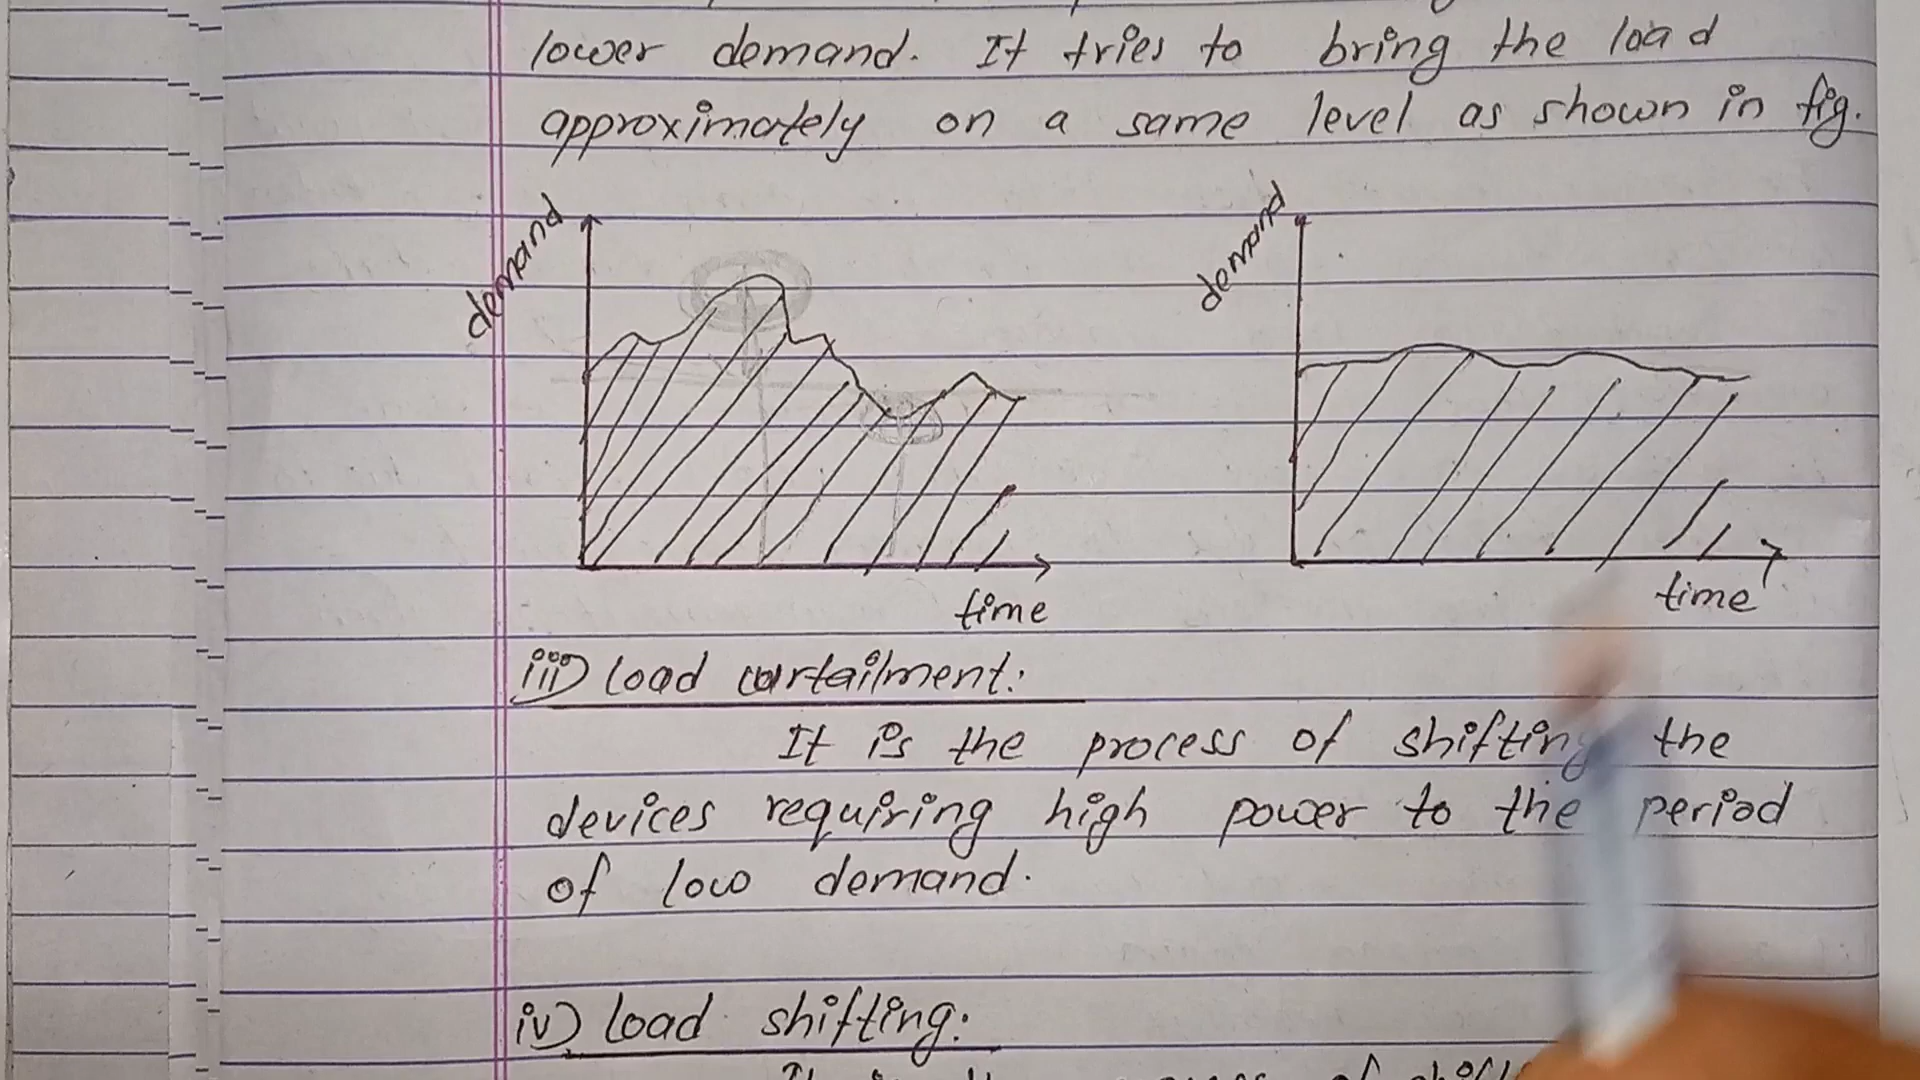 lower demand. It tries to bring the load
approximately on a same level as shown in fig.
demand
demand
time
time
iii) Load curtailment:
It is the process of shifting the
devices requiring high power to the period
of low demand.
iv) Load shifting: